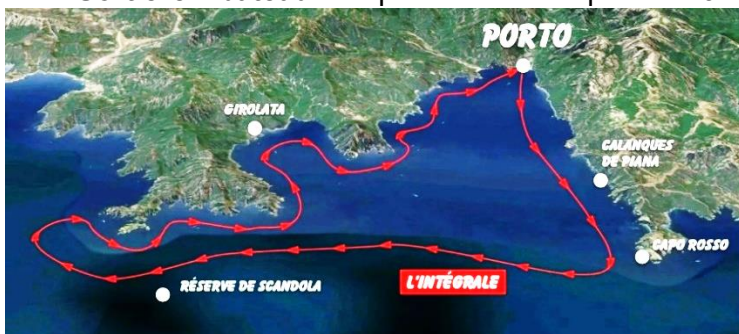 PORTO
GIROLATA
CALANQUES
DE PIANA
CAPO ROSSO
L'INTÉGRALE
RÉSERVE DE SCANDOLA